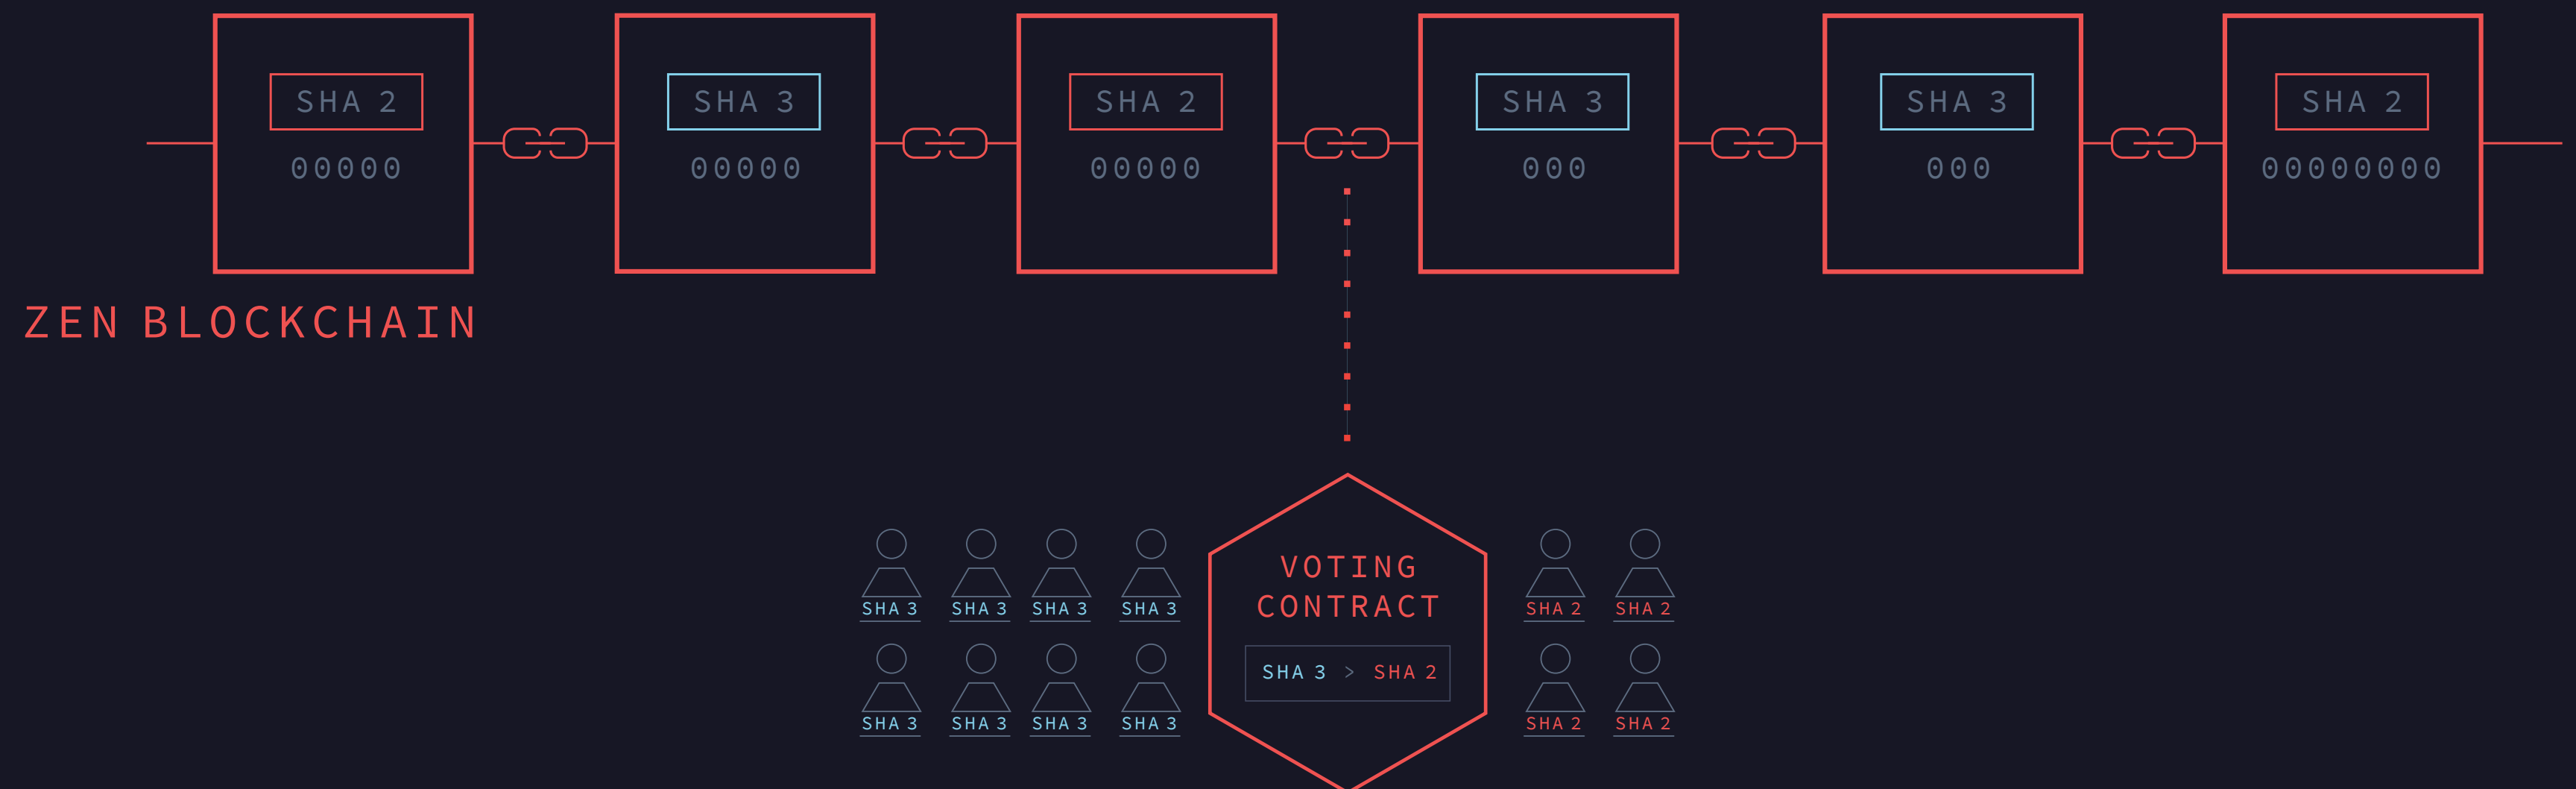 SHA 2
00000
SHA 3
00000
SHA 2
00000
SHA 3
000
SHA 3
000
SHA 2
00000000
ZEN BLOCKCHAIN
VOTING
CONTRACT
SHA 3 > SHA 2
SHA 3 SHA 3 SHA 3 SHA 3
SHA 2 SHA 2
SHA 3 SHA 3 SHA 3 SHA 3
SHA 2 SHA 2